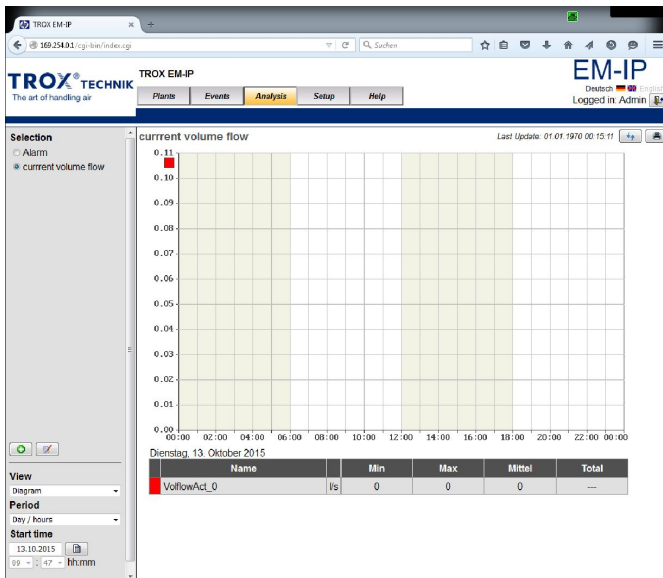 TROX EM-IP
169.254.0.1/cgi-bin/index.cgi
Suchen
TROX® TECHNIK
The art of handling air
TROX EM-IP
EM-IP
Plants Events Analysis Setup Help
Deutsch English
Logged in: Admin
Selection
Alarm
currrent volume flow
currrent volume flow
Last Update: 01.01.1970 00:15:11
0.11
0.10
0.09
0.08
0.07
0.06
0.05
0.04
0.03
0.02
0.01
0.00
00:00 02:00 04:00 06:00 08:00 10:00 12:00 14:00 16:00 18:00 20:00 22:00 00:00
Dienstag, 13. Oktober 2015
Name Min Max Mittel Total
VolflowAct_0 l/s 0 0 0 ---
View
Diagram
Period
Day / hours
Start time
13.10.2015
09 : 47 hh:mm